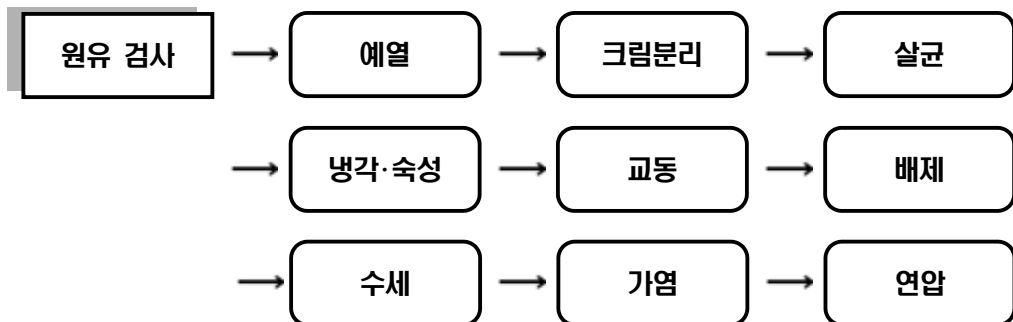 원유 검사 → 예열 → 크림분리 → 살균
→ 냉각·숙성 → 교동 → 배제
→ 수세 → 가염 → 연압